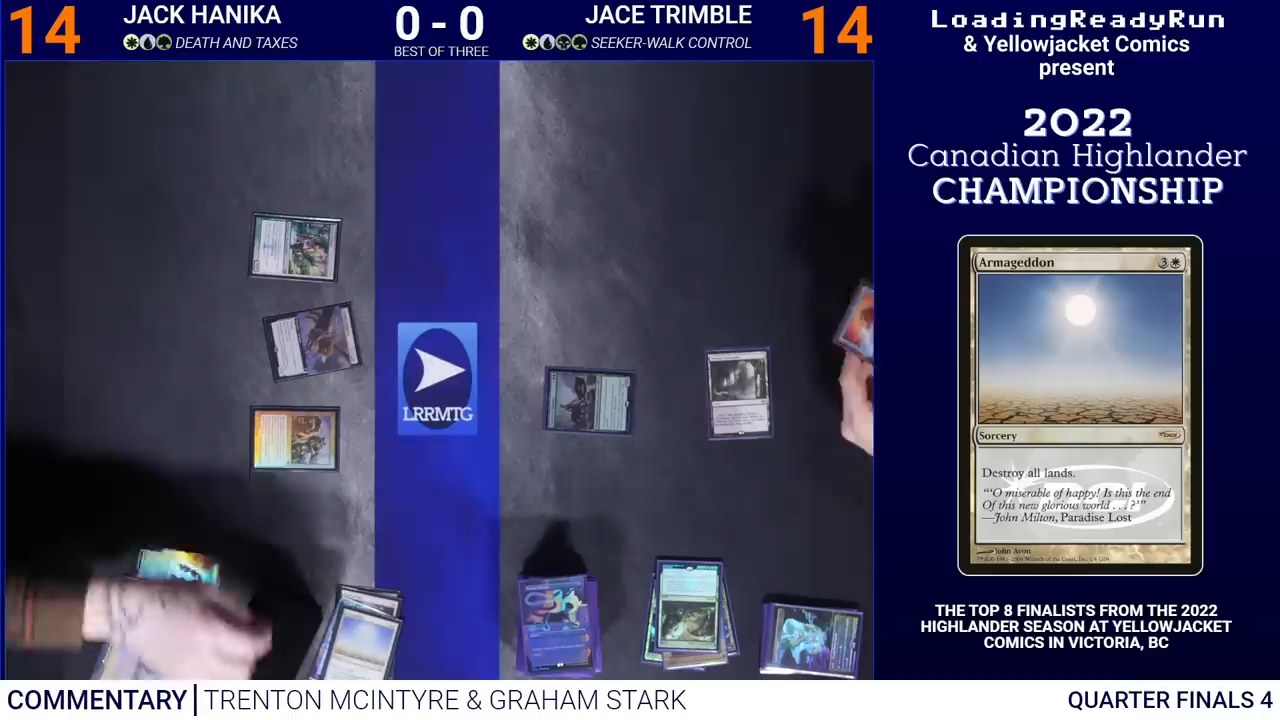 14
JACK HANIKA
DEATH AND TAXES
0 - 0
BEST OF THREE
JACE TRIMBLE
SEEKER-WALK CONTROL
14
LoadingReadyRun
& Yellowjacket Comics
present
2022
Canadian Highlander
CHAMPIONSHIP
Armageddon 3
Sorcery
DCI
Destroy all lands.
"'O miserable of happy! Is this the end
Of this new glorious world . . . ?'"
—John Milton, Paradise Lost
John Avon
LRRMTG
THE TOP 8 FINALISTS FROM THE 2022
HIGHLANDER SEASON AT YELLOWJACKET
COMICS IN VICTORIA, BC
COMMENTARY | TRENTON MCINTYRE & GRAHAM STARK
QUARTER FINALS 4